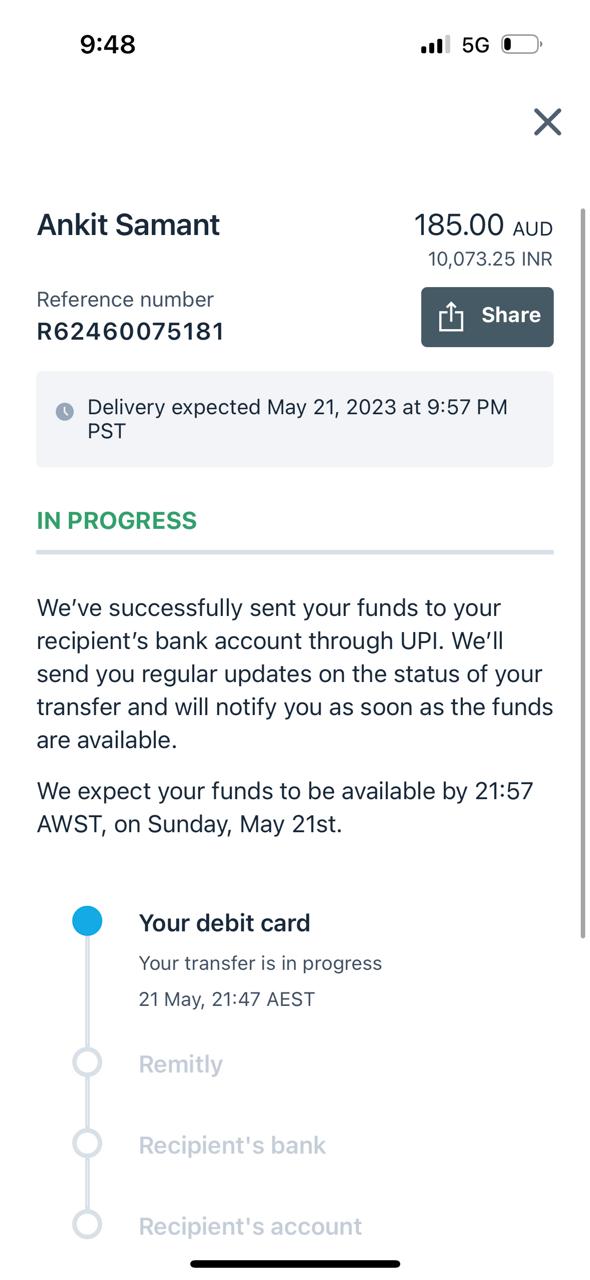 9:48
5G
Ankit Samant
185.00 AUD
10,073.25 INR
Reference number
R62460075181
Share
Delivery expected May 21, 2023 at 9:57 PM
PST
IN PROGRESS
We’ve successfully sent your funds to your
recipient’s bank account through UPI. We’ll
send you regular updates on the status of your
transfer and will notify you as soon as the funds
are available.
We expect your funds to be available by 21:57
AWST, on Sunday, May 21st.
Your debit card
Your transfer is in progress
21 May, 21:47 AEST
Remitly
Recipient's bank
Recipient's account